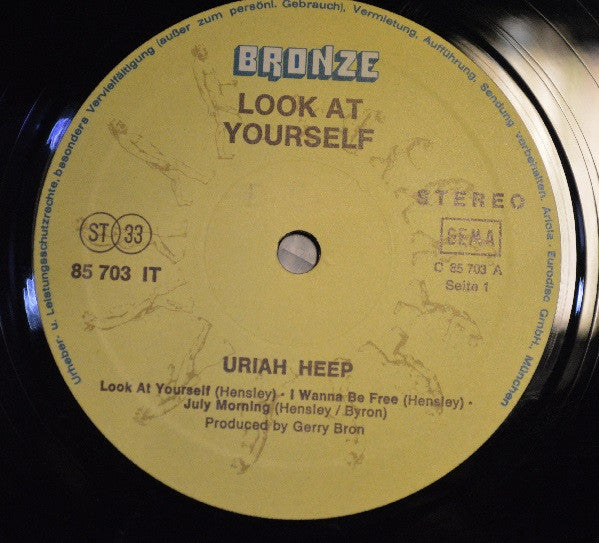 Urheber- u. Leistungsschutzrechte, besonders Vervielfältigung (außer zum persönl. Gebrauch), Vermietung, Aufführung, Sendung vorbehalten. Ariola - Eurodisc GmbH., München
BRONZE
LOOK AT
YOURSELF
STEREO
ST 33
GEMA
85 703 IT
C 85 703 A
Seite 1
URIAH HEEP
Look At Yourself (Hensley) - I Wanna Be Free (Hensley) -
July Morning (Hensley / Byron)
Produced by Gerry Bron